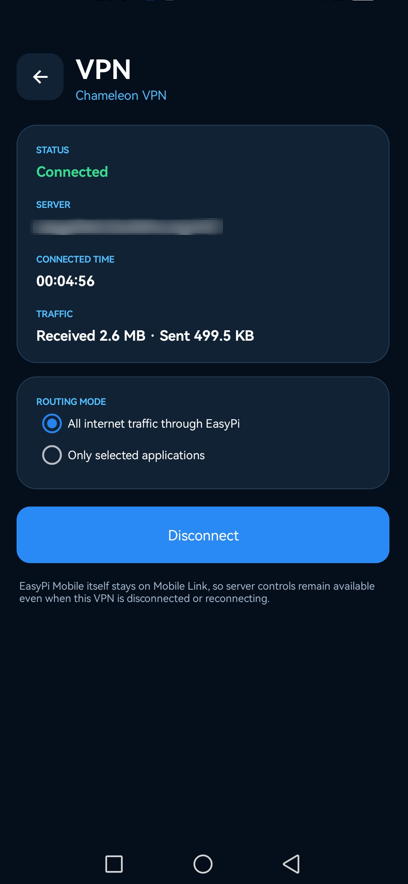 VPN
Chameleon VPN
STATUS
Connected
SERVER
CONNECTED TIME
00:04:56
TRAFFIC
Received 2.6 MB · Sent 499.5 KB
ROUTING MODE
All internet traffic through EasyPi
Only selected applications
Disconnect
EasyPi Mobile itself stays on Mobile Link, so server controls remain available
even when this VPN is disconnected or reconnecting.